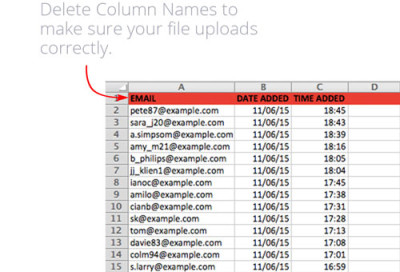 Delete Column Names to
make sure your file uploads
correctly.
A B C D
1 EMAIL DATE ADDED TIME ADDED
2 pete87@example.com 11/06/15 18:45
3 sara_j20@example.com 11/06/15 18:43
4 a.simpsom@example.com 11/06/15 18:39
5 amy_m21@example.com 11/06/15 18:16
6 b_philips@example.com 11/06/15 18:05
7 jj_klien1@example.com 11/06/15 18:04
8 ianoc@example.com 11/06/15 17:45
9 amilo@example.com 11/06/15 17:38
10 cianb@example.com 11/06/15 17:31
11 sk@example.com 11/06/15 17:28
12 tom@example.com 11/06/15 17:13
13 davie83@example.com 11/06/15 17:08
14 colm94@example.com 11/06/15 17:01
15 s.larry@example.com 11/06/15 16:59